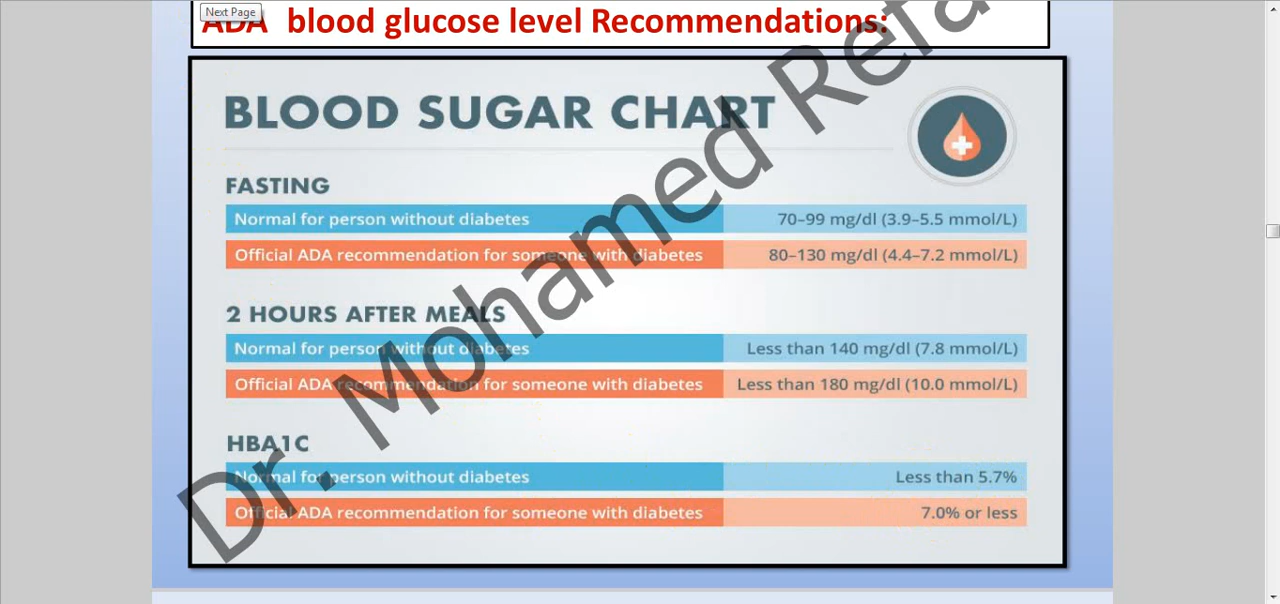 Next Page
ADA blood glucose level Recommendations:
BLOOD SUGAR CHART
FASTING
Normal for person without diabetes 70–99 mg/dl (3.9–5.5 mmol/L)
Official ADA recommendation for someone with diabetes 80–130 mg/dl (4.4–7.2 mmol/L)
2 HOURS AFTER MEALS
Normal for person without diabetes Less than 140 mg/dl (7.8 mmol/L)
Official ADA recommendation for someone with diabetes Less than 180 mg/dl (10.0 mmol/L)
HBA1C
Normal for person without diabetes Less than 5.7%
Official ADA recommendation for someone with diabetes 7.0% or less
Dr. Mohamed